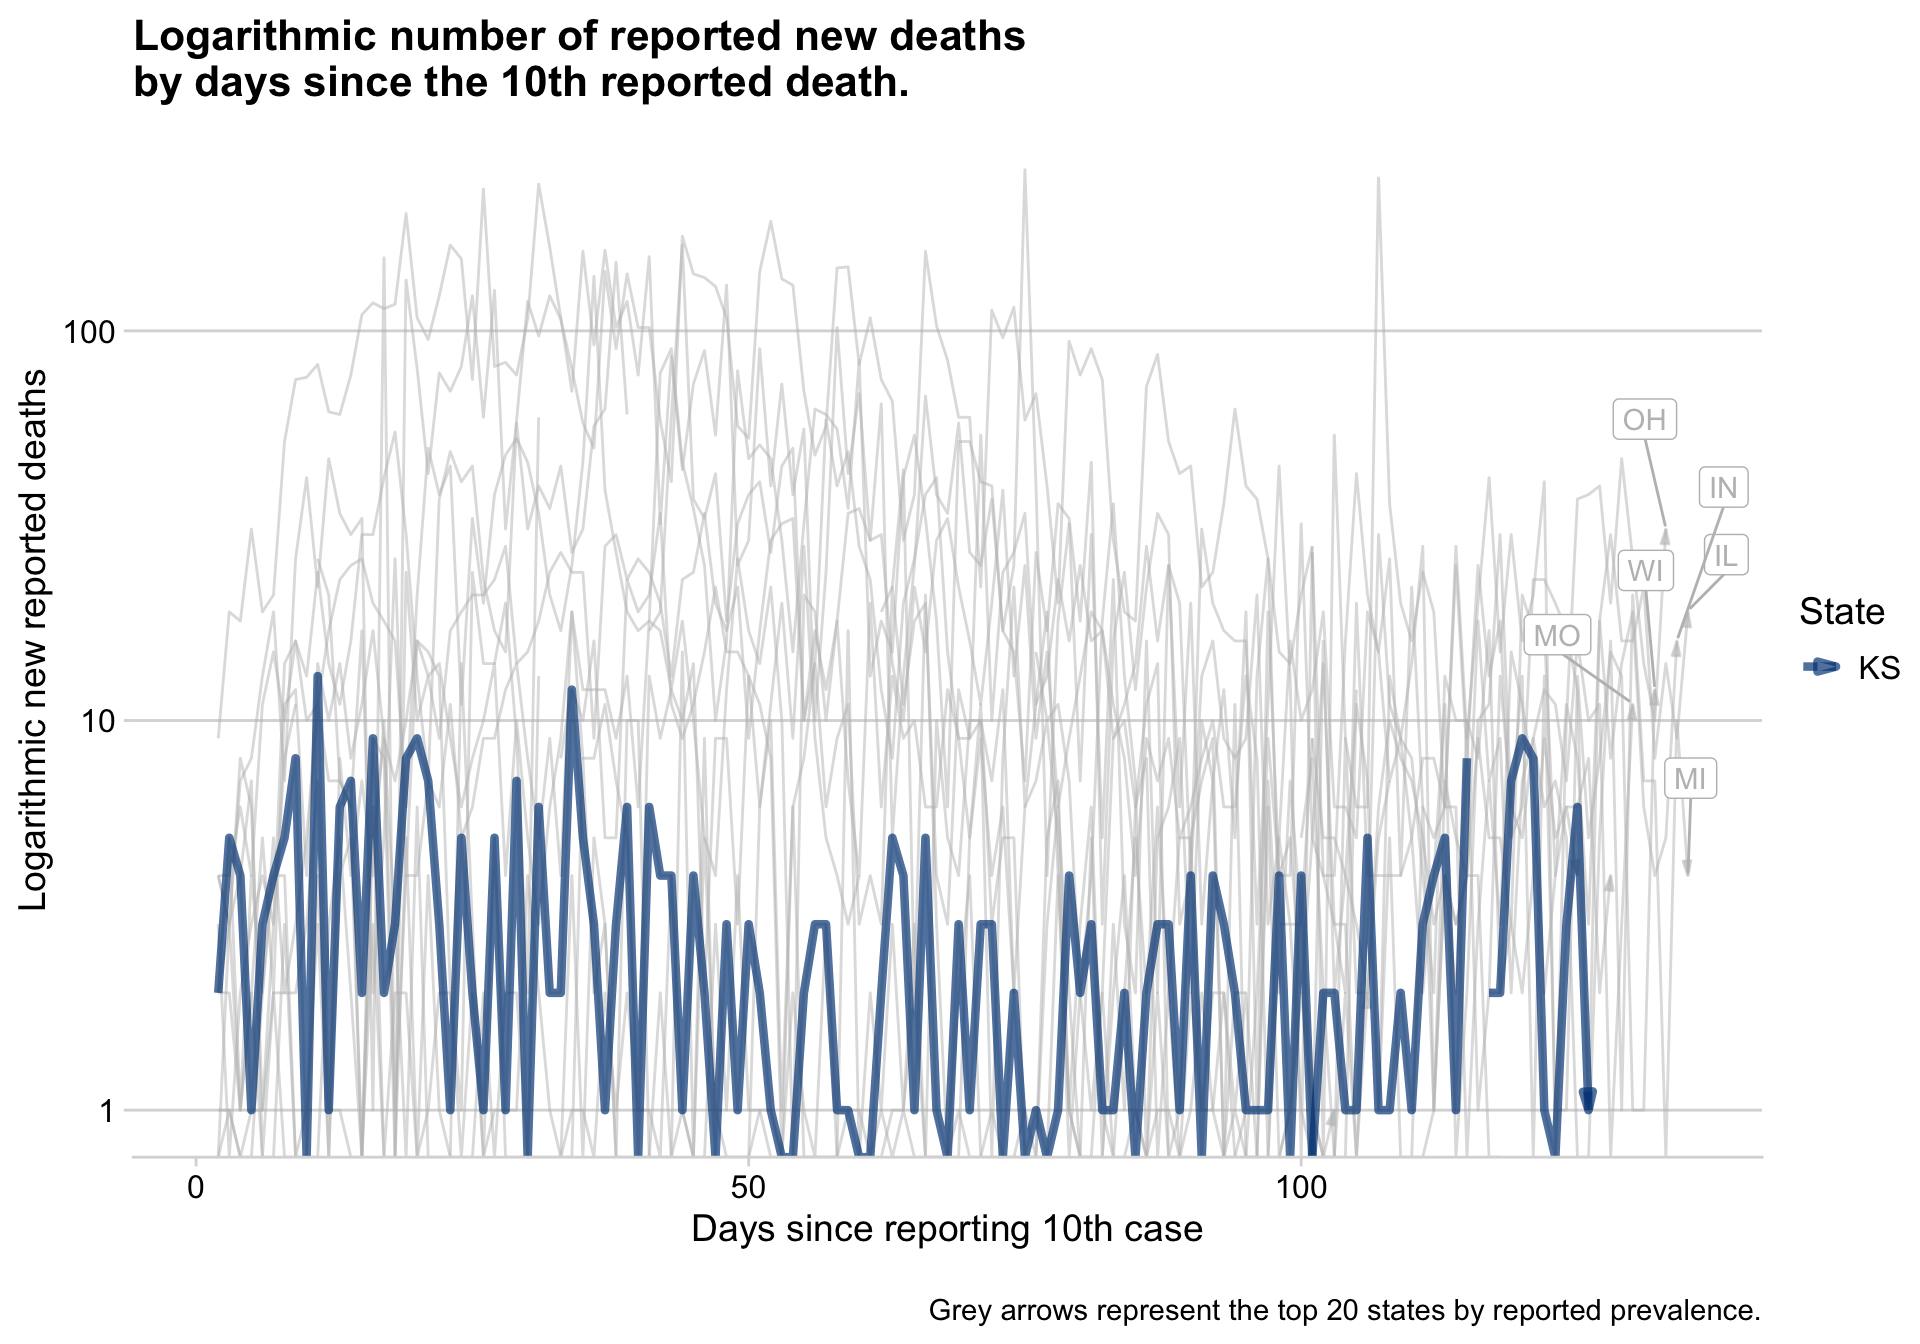 Logarithmic number of reported new deaths
by days since the 10th reported death.
Logarithmic new reported deaths
100
10
1
OH
IN
IL
WI
MO
MI
State
KS
0
50
100
Days since reporting 10th case
Grey arrows represent the top 20 states by reported prevalence.